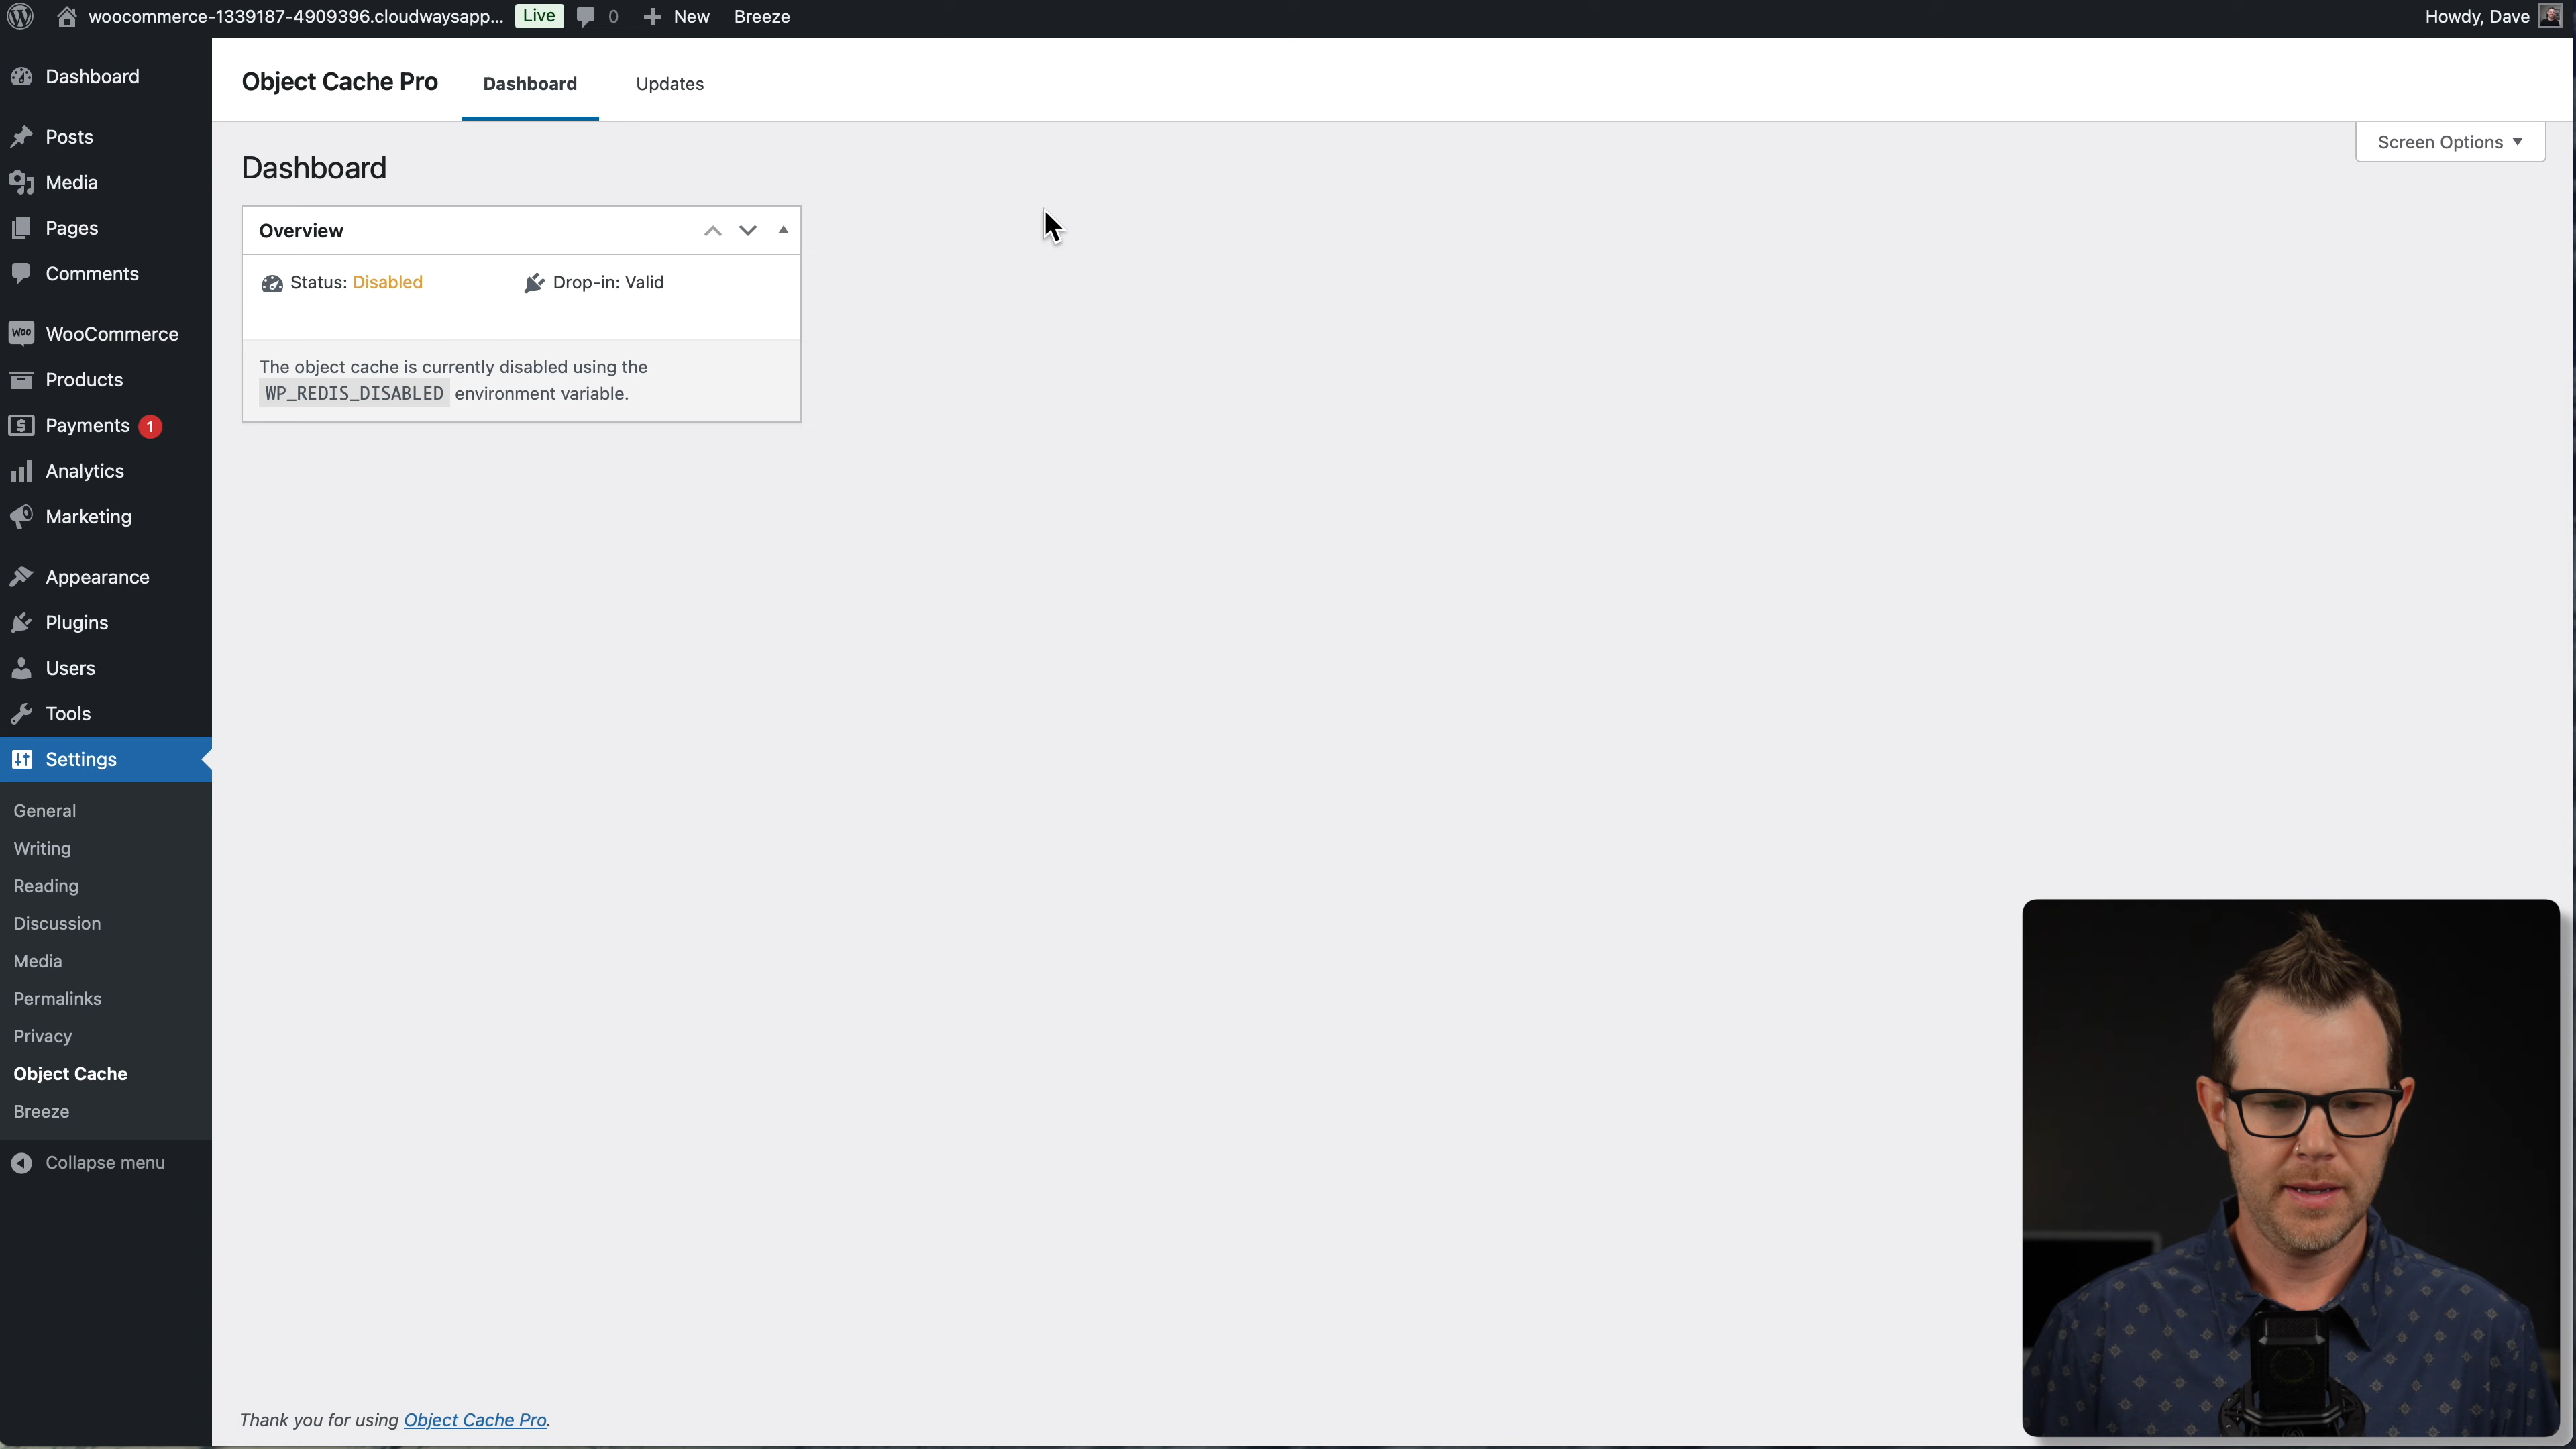 woocommerce-1339187-4909396.cloudwaysapp... Live 0 New Breeze Howdy, Dave
Dashboard
Posts
Media
Pages
Comments
WooCommerce
Products
Payments 1
Analytics
Marketing
Appearance
Plugins
Users
Tools
Settings
General
Writing
Reading
Discussion
Media
Permalinks
Privacy
Object Cache
Breeze
Collapse menu
Object Cache Pro Dashboard Updates
Screen Options
Dashboard
Overview
Status: Disabled Drop-in: Valid
The object cache is currently disabled using the
WP_REDIS_DISABLED environment variable.
Thank you for using Object Cache Pro.